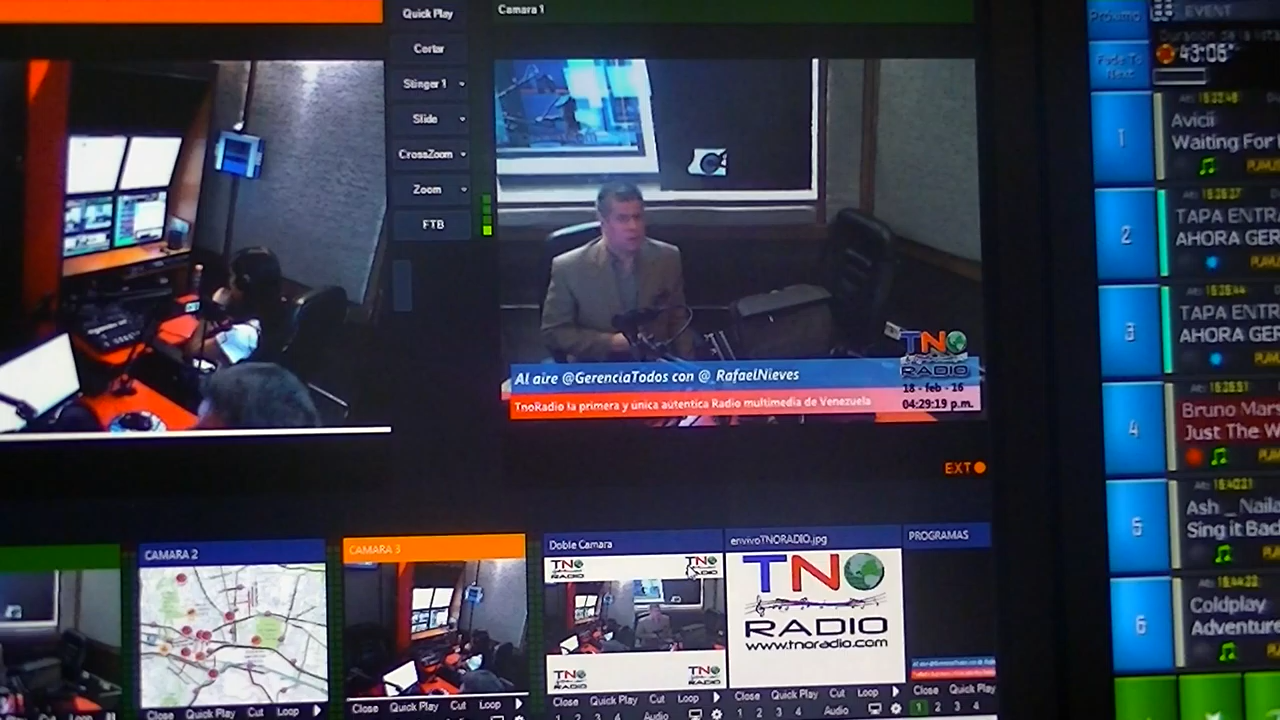 Quick Play
Cortar
Stinger 1
Slide
CrossZoom
Zoom
FTB
Camara 1
TNO
RADIO
Al aire @GerenciaTodos con @_RafaelNieves
18 - feb - 16
TnoRadio la primera y única autentica Radio multimedia de Venezuela
04:29:19 p.m.
EXT
CAMARA 2
CAMARA 3
Doble Camara
envivoTNORADIO.jpg
PROGRAMAS
TNO
RADIO
TNO
RADIO
TNO
RADIO
TNO
RADIO
TNO
RADIO
www.tnoradio.com
Close Quick Play Cut Loop
Close Quick Play Cut Loop
Close Quick Play Cut Loop
Close Quick Play Cut Loop
Close Quick Play
1 2 3 4 Audio
1 2 3 4 Audio
1 2 3 4
Próximo
EVENT
Duración de la lista
Fade To
Next
43:06"
1
Avicii
Waiting For
2
TAPA ENTR
AHORA GER
3
TAPA ENTR
AHORA GER
4
Bruno Mars
Just The W
5
Ash _ Naila
Sing it Bac
6
Coldplay
Adventure